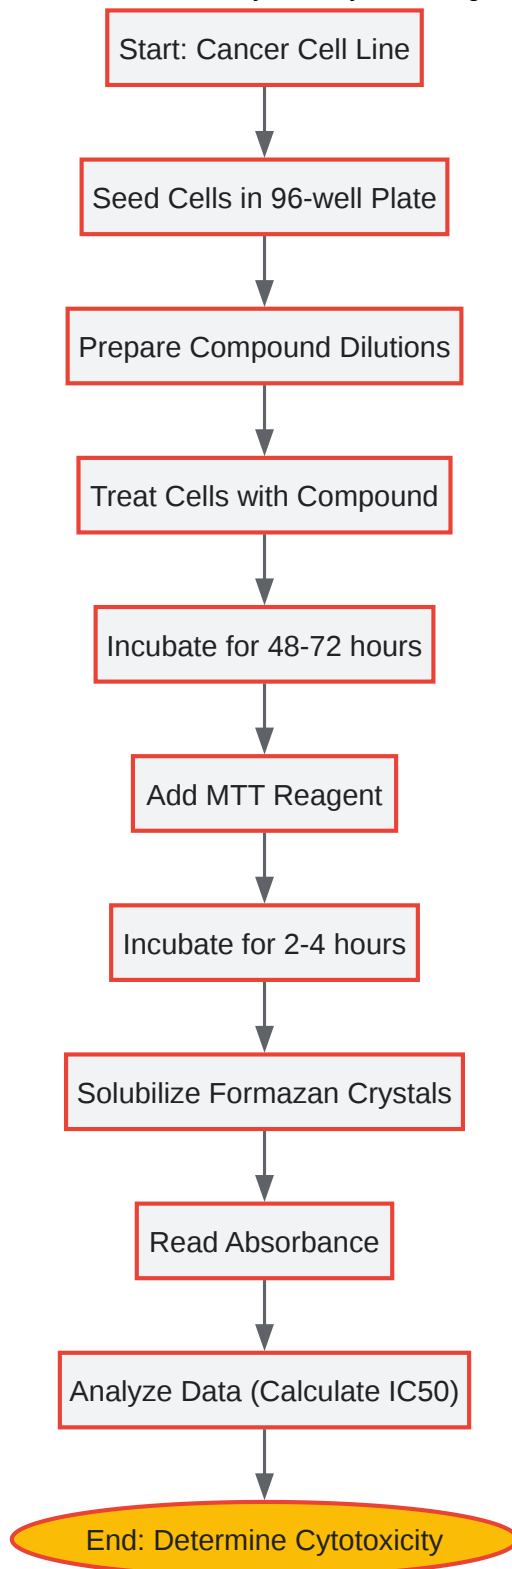 Start: Cancer Cell Line
Seed Cells in 96-well Plate
Prepare Compound Dilutions
Treat Cells with Compound
Incubate for 48-72 hours
Add MTT Reagent
Incubate for 2-4 hours
Solubilize Formazan Crystals
Read Absorbance
Analyze Data (Calculate IC50)
End: Determine Cytotoxicity